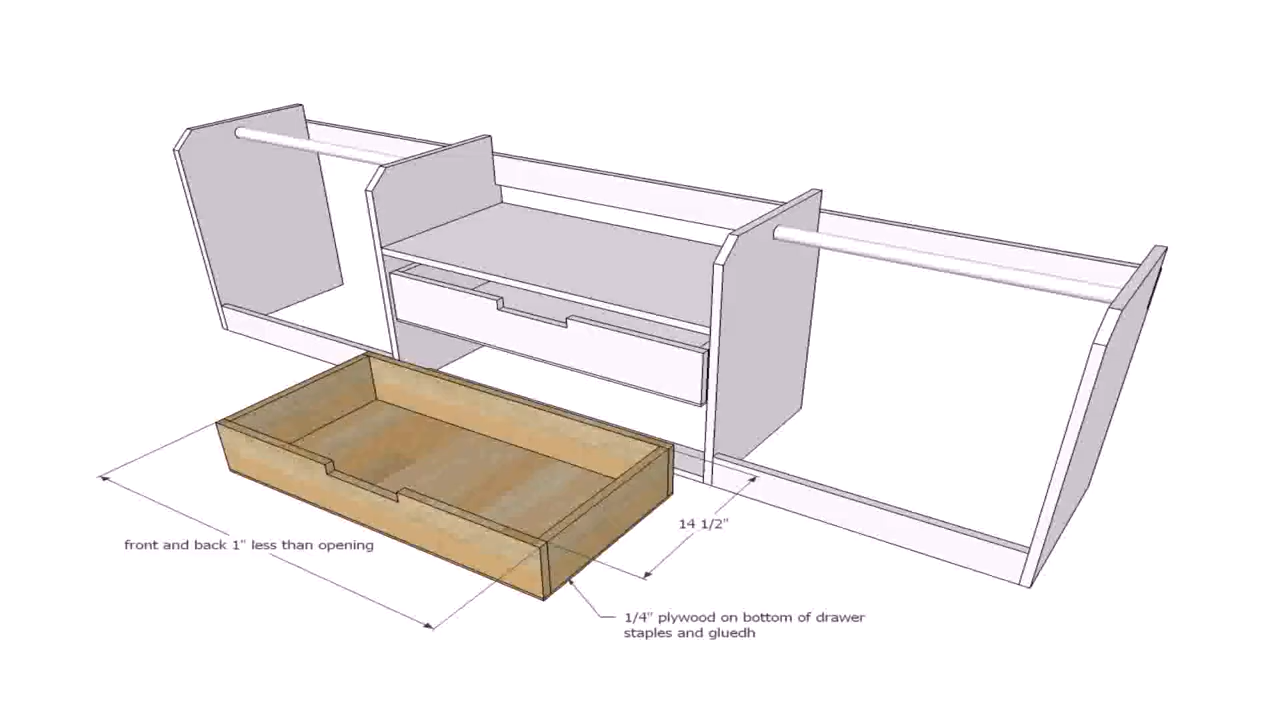 14 1/2"
front and back 1" less than opening
1/4" plywood on bottom of drawer
staples and gluedh